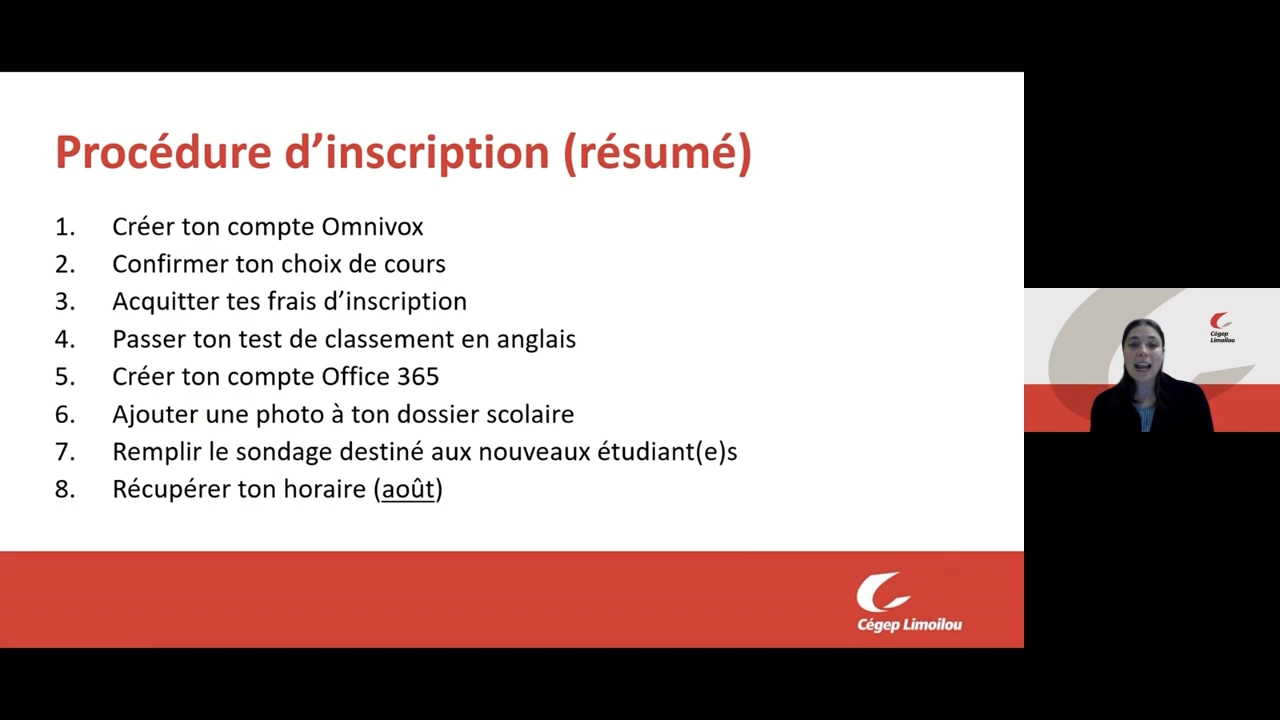 Procédure d’inscription (résumé)
1. Créer ton compte Omnivox
2. Confirmer ton choix de cours
3. Acquitter tes frais d’inscription
4. Passer ton test de classement en anglais
5. Créer ton compte Office 365
6. Ajouter une photo à ton dossier scolaire
7. Remplir le sondage destiné aux nouveaux étudiant(e)s
8. Récupérer ton horaire (août)
Cégep Limoilou
Cégep
Limoilou